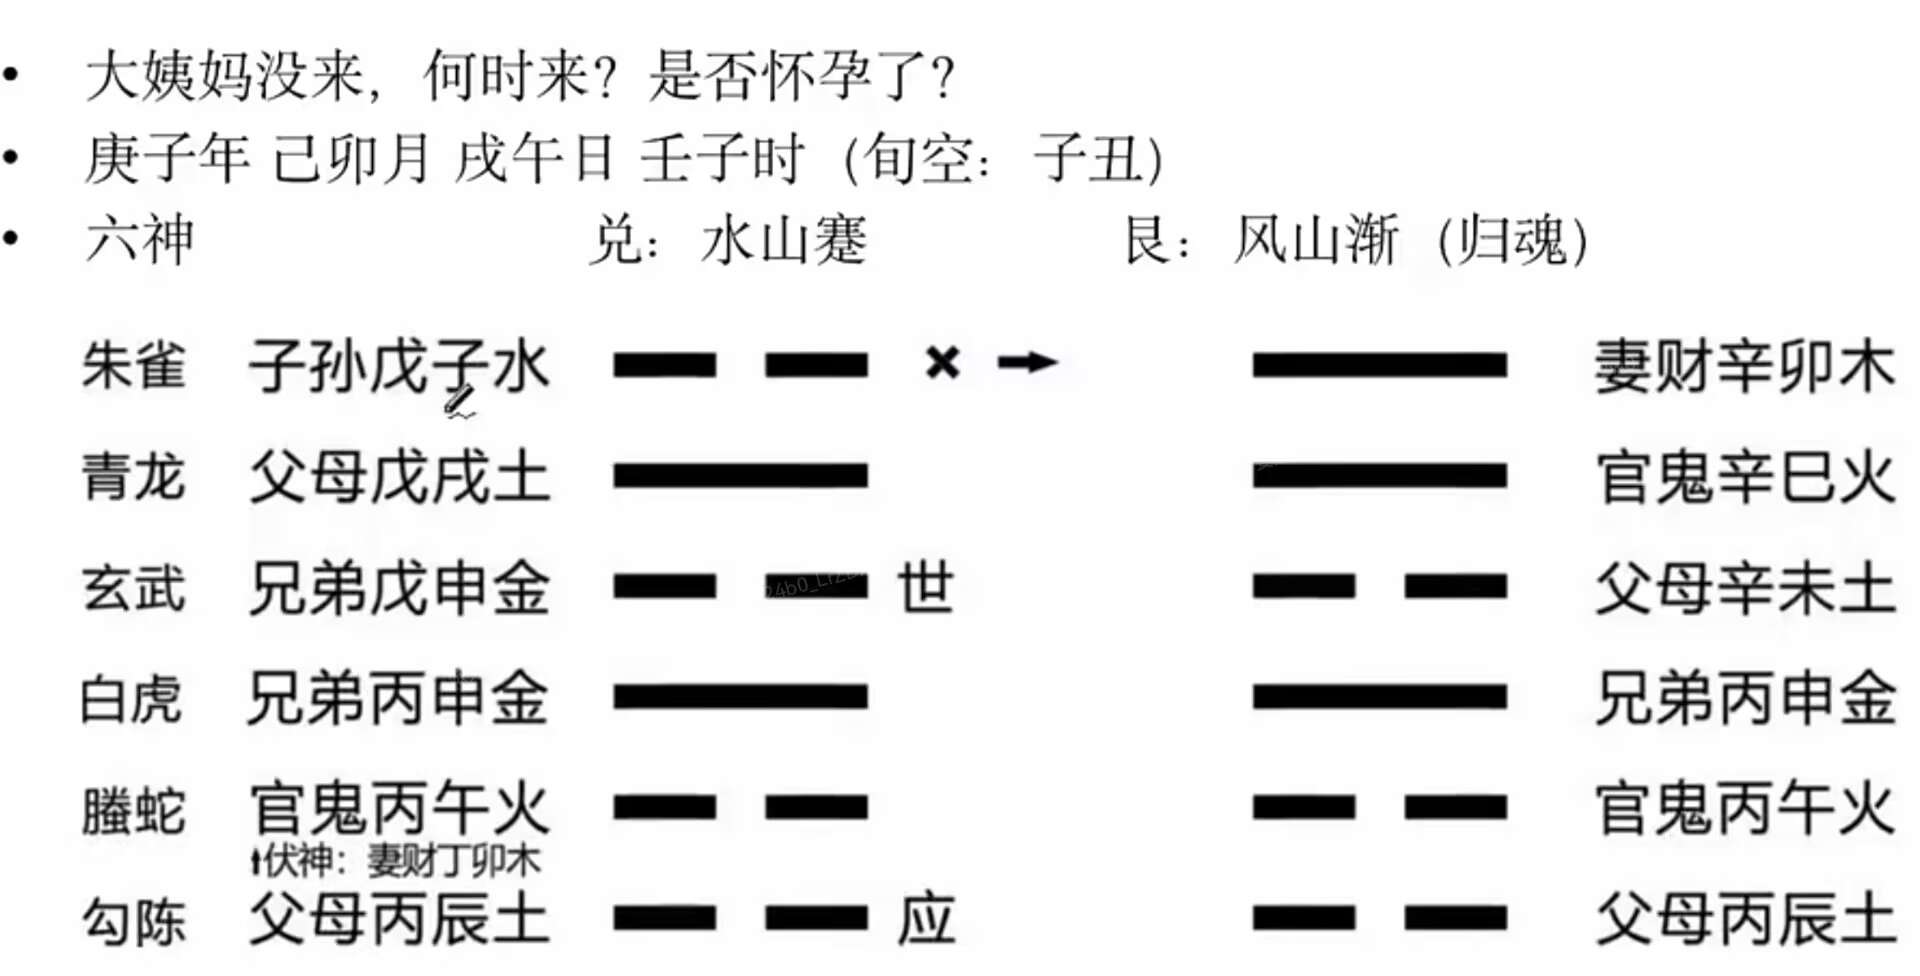 • 大姨妈没来，何时来？是否怀孕了？
• 庚子年 己卯月 戌午日 壬子时（旬空：子丑）
• 六神 兑：水山蹇 艮：风山渐（归魂）
朱雀 子孙戊子水 × → 妻财辛卯木
青龙 父母戊戌土 官鬼辛巳火
玄武 兄弟戊申金 世 父母辛未土
白虎 兄弟丙申金 兄弟丙申金
螣蛇 官鬼丙午火 官鬼丙午火
伏神：妻财丁卯木
勾陈 父母丙辰土 应 父母丙辰土